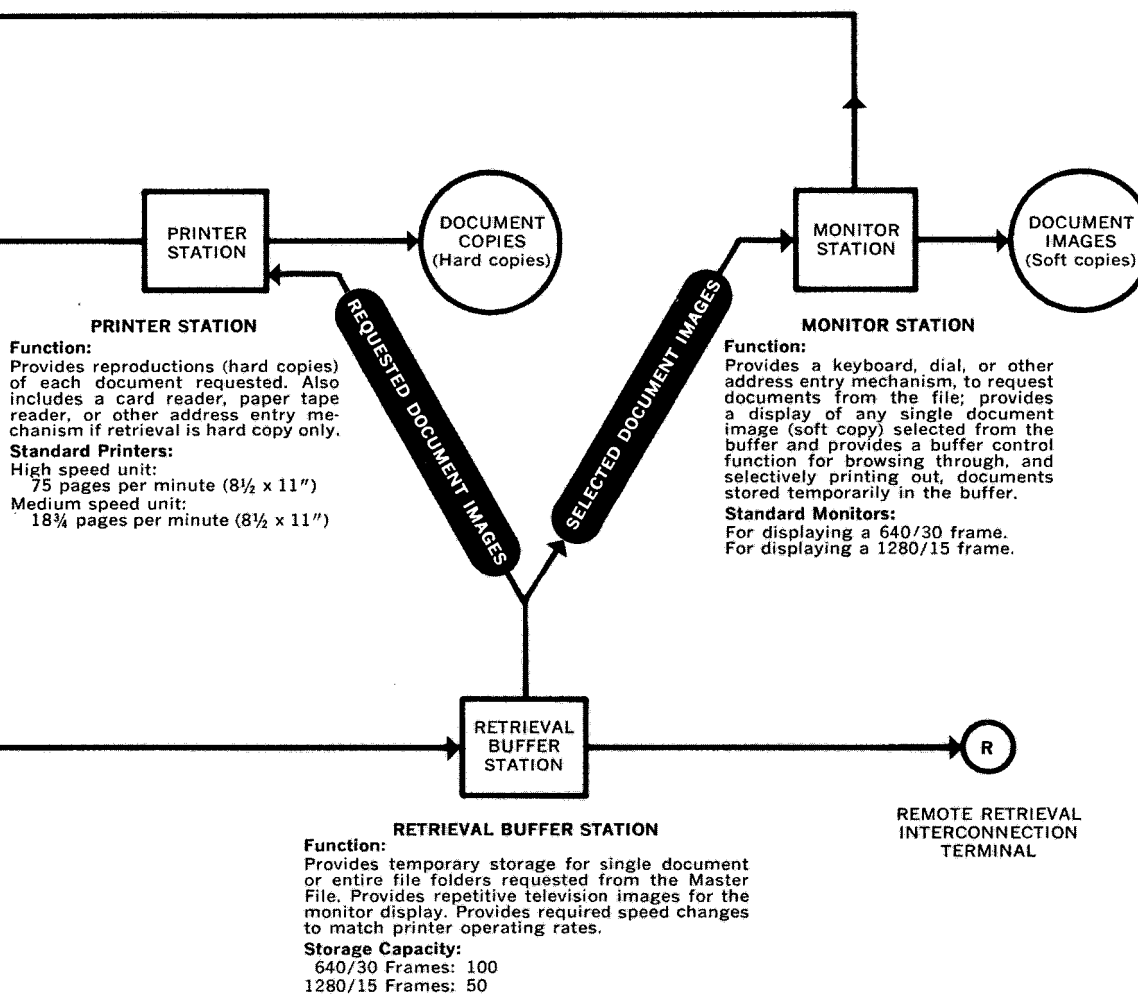 PRINTER
STATION
DOCUMENT
COPIES
(Hard copies)
MONITOR
STATION
DOCUMENT
IMAGES
(Soft copies)
REQUESTED DOCUMENT IMAGES
SELECTED DOCUMENT IMAGES
PRINTER STATION
Function:
Provides reproductions (hard copies)
of each document requested. Also
includes a card reader, paper tape
reader, or other address entry me-
chanism if retrieval is hard copy only.
Standard Printers:
High speed unit:
75 pages per minute (8½ x 11″)
Medium speed unit:
18¾ pages per minute (8½ x 11″)
MONITOR STATION
Function:
Provides a keyboard, dial, or other
address entry mechanism, to request
documents from the file; provides
a display of any single document
image (soft copy) selected from the
buffer and provides a buffer control
function for browsing through, and
selectively printing out, documents
stored temporarily in the buffer.
Standard Monitors:
For displaying a 640/30 frame.
For displaying a 1280/15 frame.
RETRIEVAL
BUFFER
STATION
R
REMOTE RETRIEVAL
INTERCONNECTION
TERMINAL
RETRIEVAL BUFFER STATION
Function:
Provides temporary storage for single document
or entire file folders requested from the Master
File. Provides repetitive television images for the
monitor display. Provides required speed changes
to match printer operating rates.
Storage Capacity:
640/30 Frames: 100
1280/15 Frames: 50